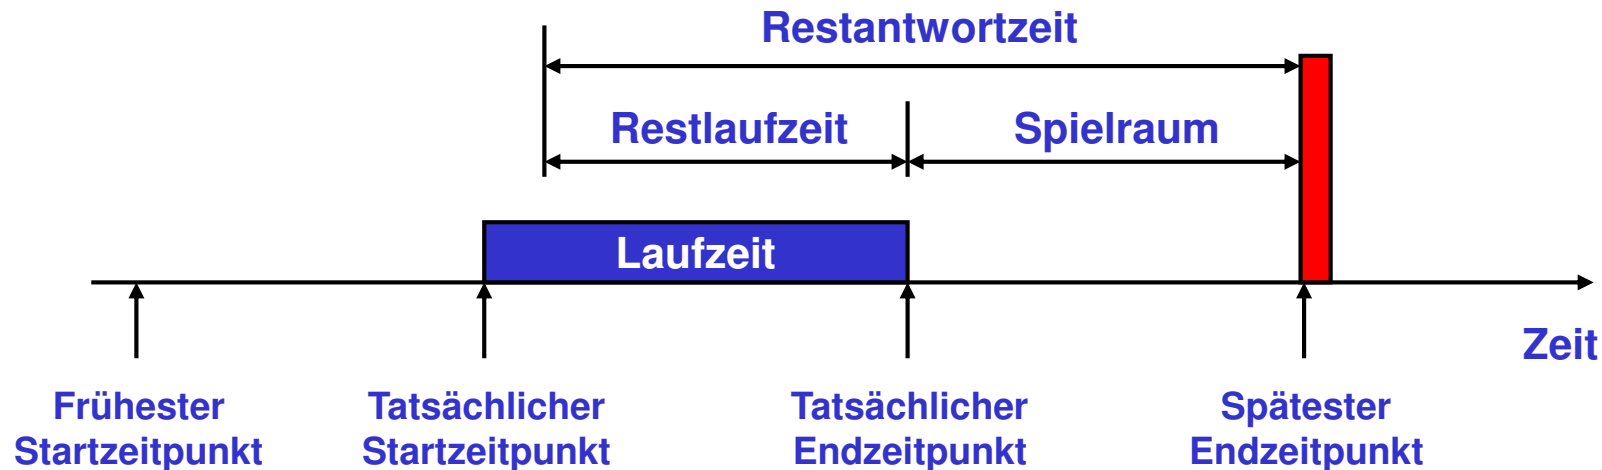 Restantwortzeit
Restlaufzeit
Spielraum
Laufzeit
Zeit
Frühester
Startzeitpunkt
Tatsächlicher
Startzeitpunkt
Tatsächlicher
Endzeitpunkt
Spätester
Endzeitpunkt